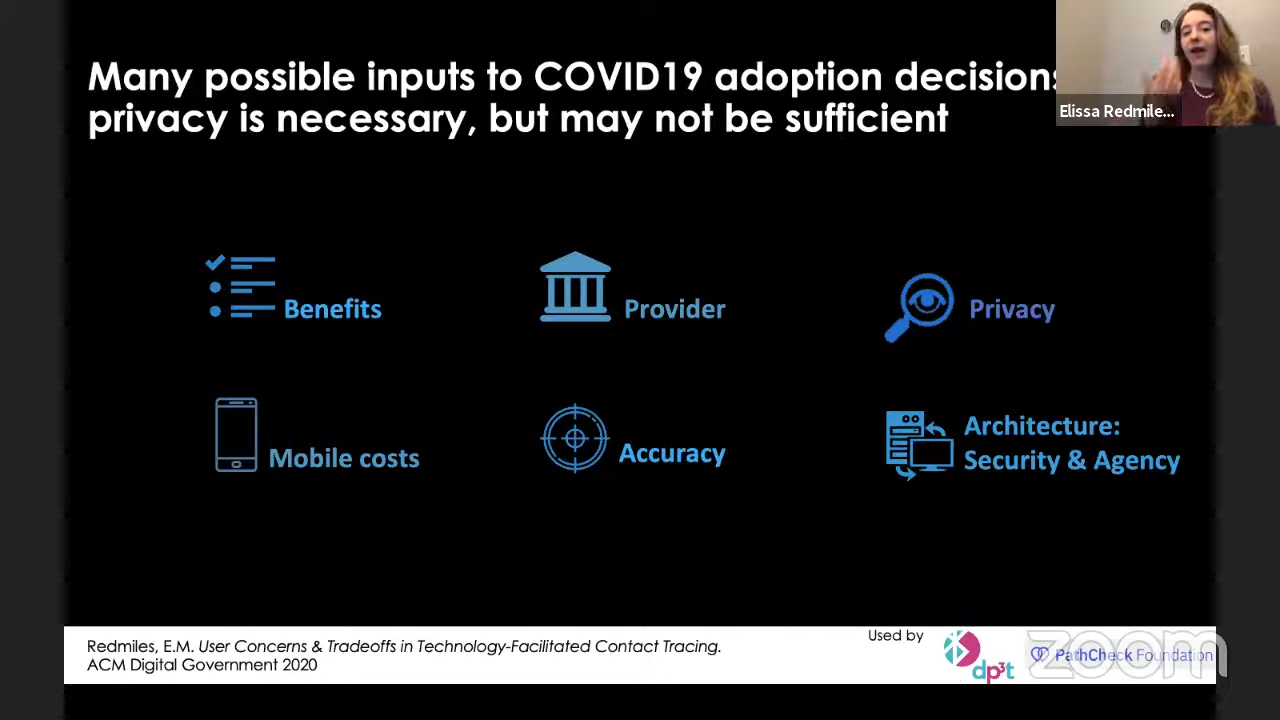 Many possible inputs to COVID19 adoption decisions
privacy is necessary, but may not be sufficient
Elissa Redmile...
Benefits
Provider
Privacy
Mobile costs
Accuracy
Architecture:
Security & Agency
Redmiles, E.M. User Concerns & Tradeoffs in Technology-Facilitated Contact Tracing.
ACM Digital Government 2020
Used by
dp3t
PathCheck Foundation
zoom